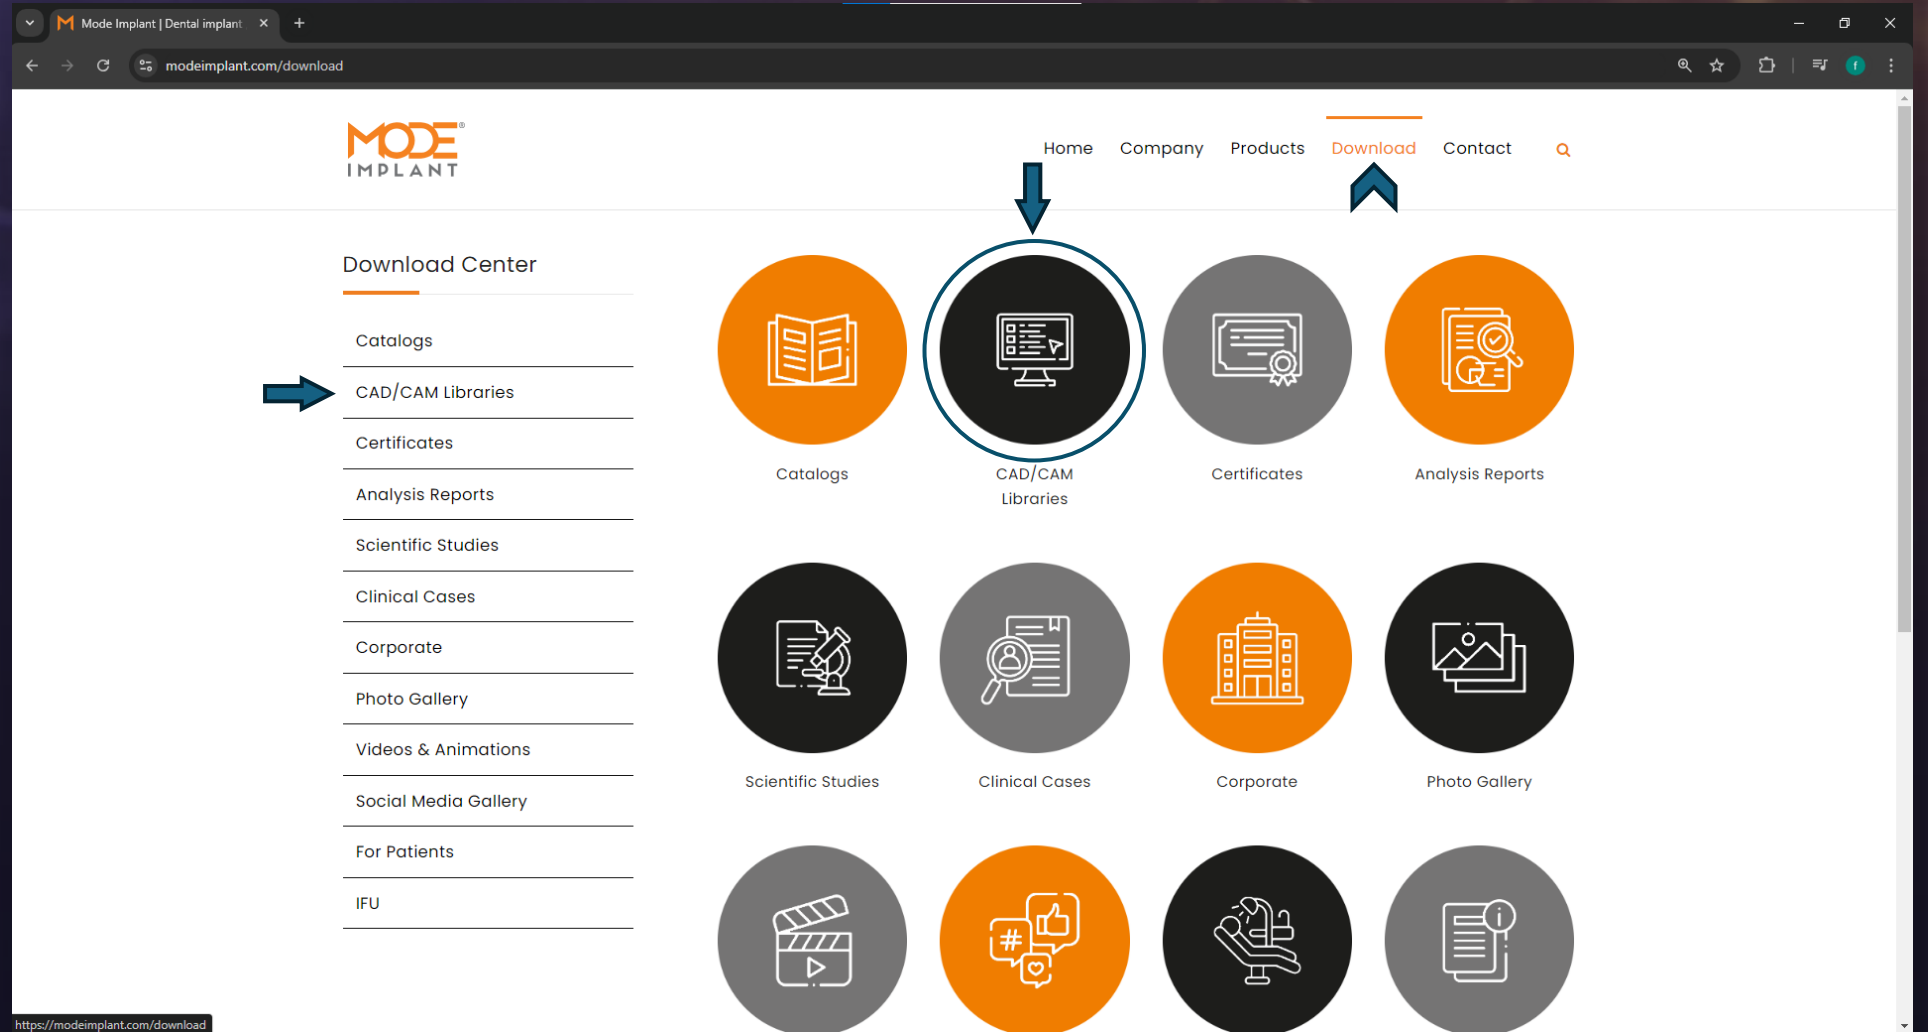 Mode Implant | Dental implant
modeimplant.com/download
f
MODE®
IMPLANT
Home Company Products Download Contact
Download Center
Catalogs
CAD/CAM Libraries
Certificates
Analysis Reports
Scientific Studies
Clinical Cases
Corporate
Photo Gallery
Videos & Animations
Social Media Gallery
For Patients
IFU
Catalogs
CAD/CAM
Libraries
Certificates
Analysis Reports
Scientific Studies
Clinical Cases
Corporate
Photo Gallery
#
i
https://modeimplant.com/download